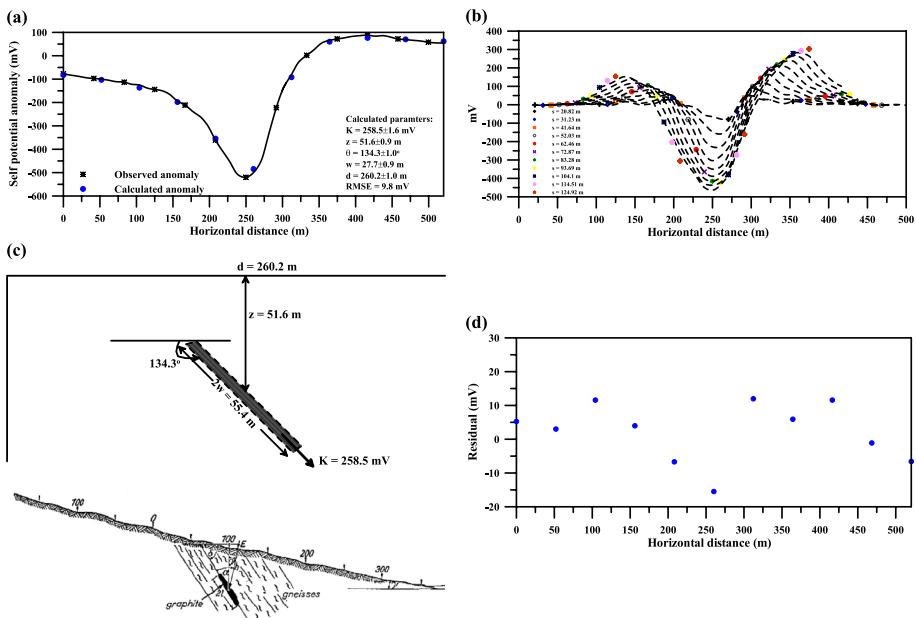 (a)
100
0
-100
-200
-300
-400
-500
-600
Self potential anomaly (mV)
Observed anomaly
Calculated anomaly
Calculated paramters:
K = 258.5±1.6 mV
z = 51.6±0.9 m
θ = 134.3±1.0°
w = 27.7±0.9 m
d = 260.2±1.0 m
RMSE = 9.8 mV
0 50 100 150 200 250 300 350 400 450 500
Horizontal distance (m)
(b)
400
300
200
100
0
-100
-200
-300
-400
-500
mV
s = 20.82 m
s = 31.23 m
s = 41.64 m
s = 52.05 m
s = 62.46 m
s = 72.87 m
s = 83.28 m
s = 93.69 m
s = 104.1 m
s = 114.51 m
s = 124.92 m
0 50 100 150 200 250 300 350 400 450 500
Horizontal distance (m)
(c)
d = 260.2 m
z = 51.6 m
134.3°
2w = 55.4 m
K = 258.5 mV
100
0
100
E
200
300
α
2l
graphite
gneisses
(d)
30
20
10
0
-10
-20
Residual (mV)
0 50 100 150 200 250 300 350 400 450 500
Horizontal distance (m)